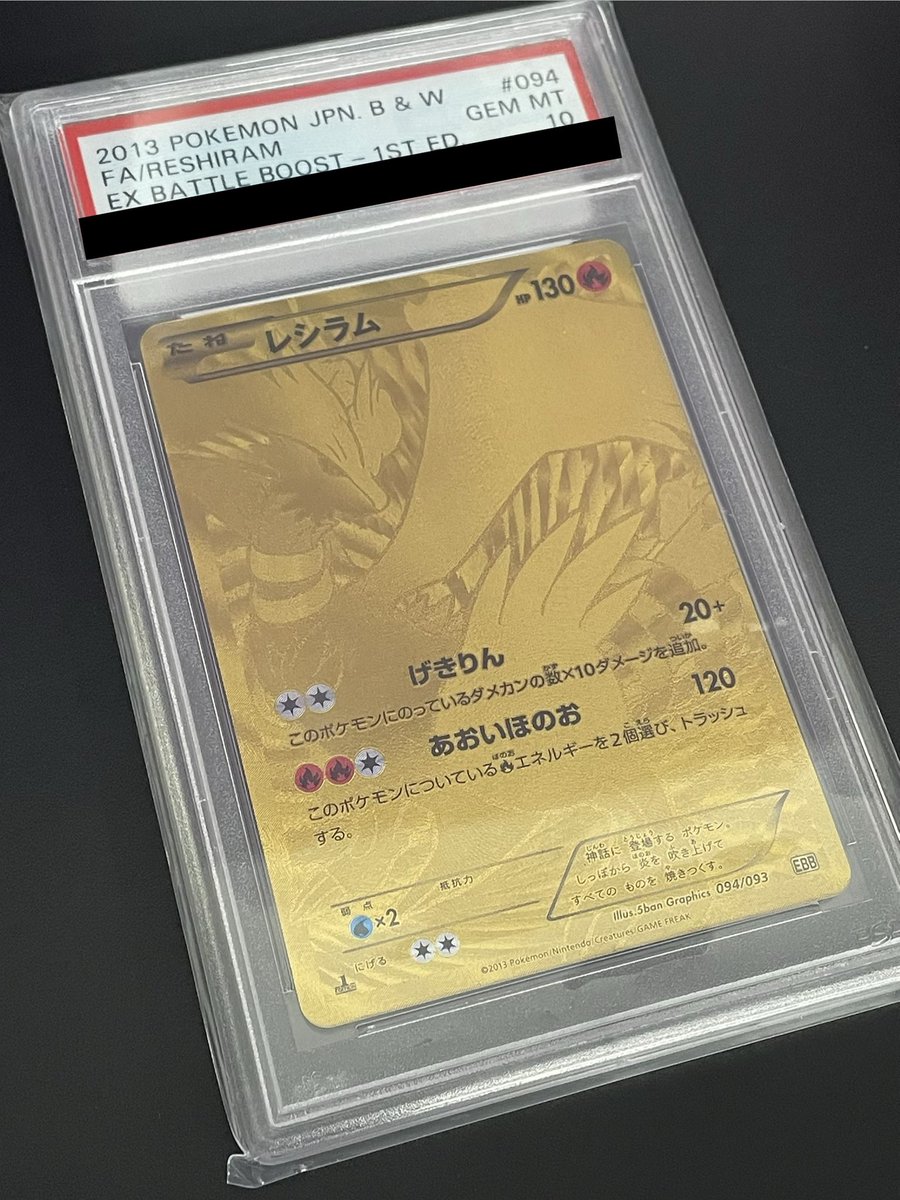 2013 POKEMON JPN. B & W #094
FA/RESHIRAM GEM MT
EX BATTLE BOOST - 1ST ED. 10
たね レシラム HP130
げきりん 20+
このポケモンにのっているダメカンの数×10ダメージを追加。
あおいほのお 120
このポケモンについているエネルギーを2個選び、トラッシュ
する。
弱点 抵抗力
×2
にげる
神話に 登場する ポケモン。
しっぽから 炎を 吹き上げて
すべての ものを 焼きつくす。
illus.5ban Graphics 094/093 EBB
©2013 Pokémon/Nintendo/Creatures/GAME FREAK
1